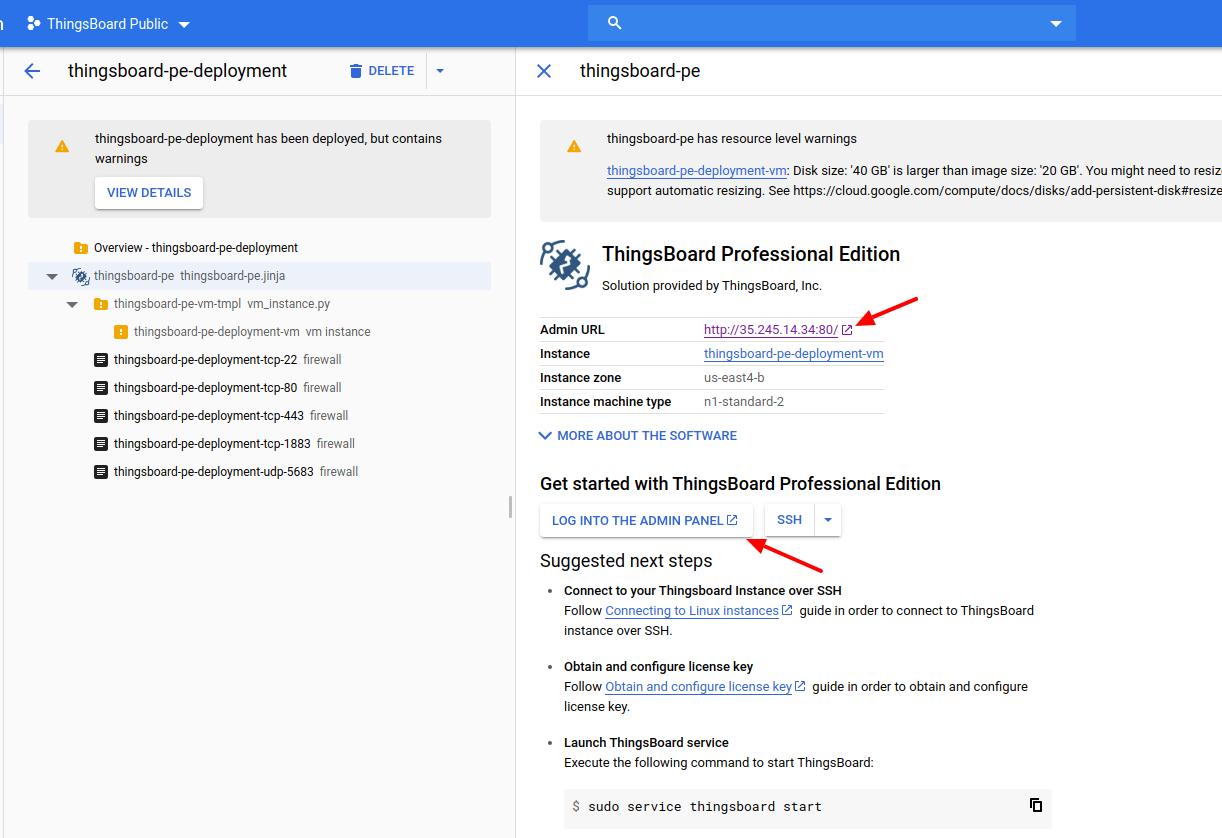 ThingsBoard Public
thingsboard-pe-deployment
DELETE
thingsboard-pe-deployment has been deployed, but contains
warnings
VIEW DETAILS
Overview - thingsboard-pe-deployment
thingsboard-pe thingsboard-pe.jinja
thingsboard-pe-vm-tmpl vm_instance.py
thingsboard-pe-deployment-vm vm instance
thingsboard-pe-deployment-tcp-22 firewall
thingsboard-pe-deployment-tcp-80 firewall
thingsboard-pe-deployment-tcp-443 firewall
thingsboard-pe-deployment-tcp-1883 firewall
thingsboard-pe-deployment-udp-5683 firewall
thingsboard-pe
thingsboard-pe has resource level warnings
thingsboard-pe-deployment-vm: Disk size: '40 GB' is larger than image size: '20 GB'. You might need to resize
support automatic resizing. See https://cloud.google.com/compute/docs/disks/add-persistent-disk#resize
ThingsBoard Professional Edition
Solution provided by ThingsBoard, Inc.
Admin URL http://35.245.14.34:80/
Instance thingsboard-pe-deployment-vm
Instance zone us-east4-b
Instance machine type n1-standard-2
MORE ABOUT THE SOFTWARE
Get started with ThingsBoard Professional Edition
LOG INTO THE ADMIN PANEL SSH
Suggested next steps
• Connect to your Thingsboard Instance over SSH
Follow Connecting to Linux instances guide in order to connect to ThingsBoard
instance over SSH.
• Obtain and configure license key
Follow Obtain and configure license key guide in order to obtain and configure
license key.
• Launch ThingsBoard service
Execute the following command to start ThingsBoard:
$ sudo service thingsboard start